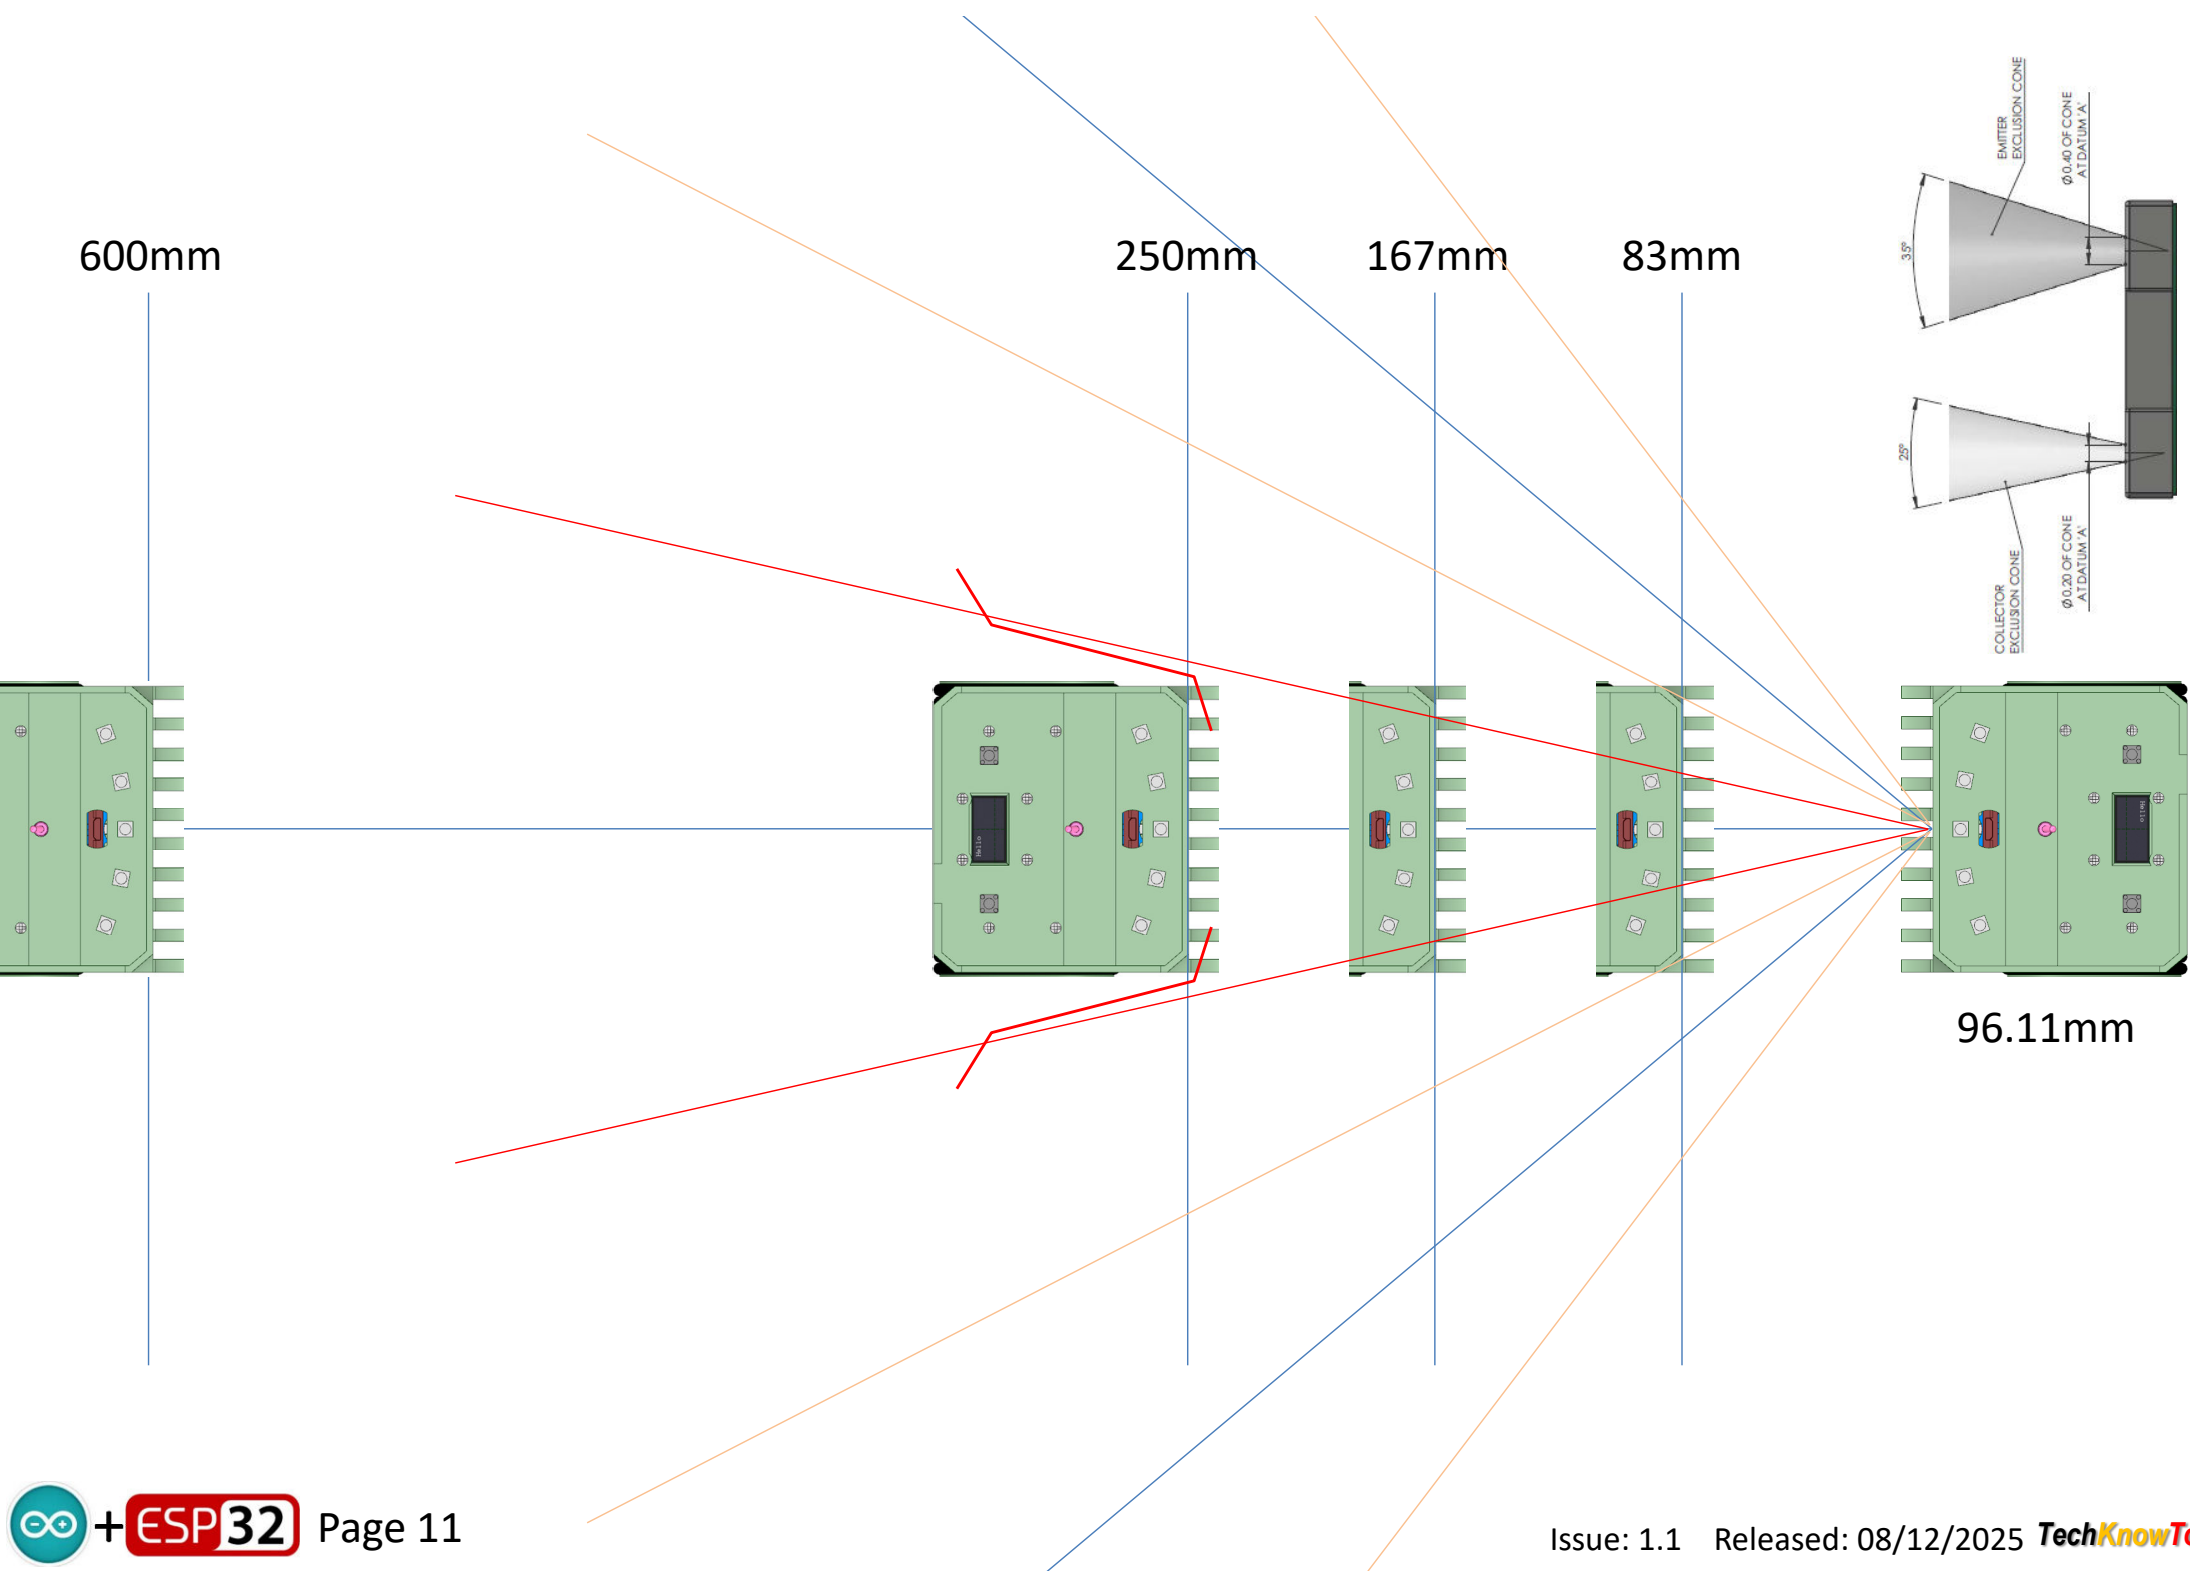 600mm
250mm
167mm
83mm
EMITTER
EXCLUSION CONE
Ø0.40 OF CONE
AT DATUM 'A'
35°
25°
COLLECTOR
EXCLUSION CONE
Ø0.20 OF CONE
AT DATUM 'A'
Hello
Hello
96.11mm
+ ESP32 Page 11
Issue: 1.1 Released: 08/12/2025 TechKnowTo